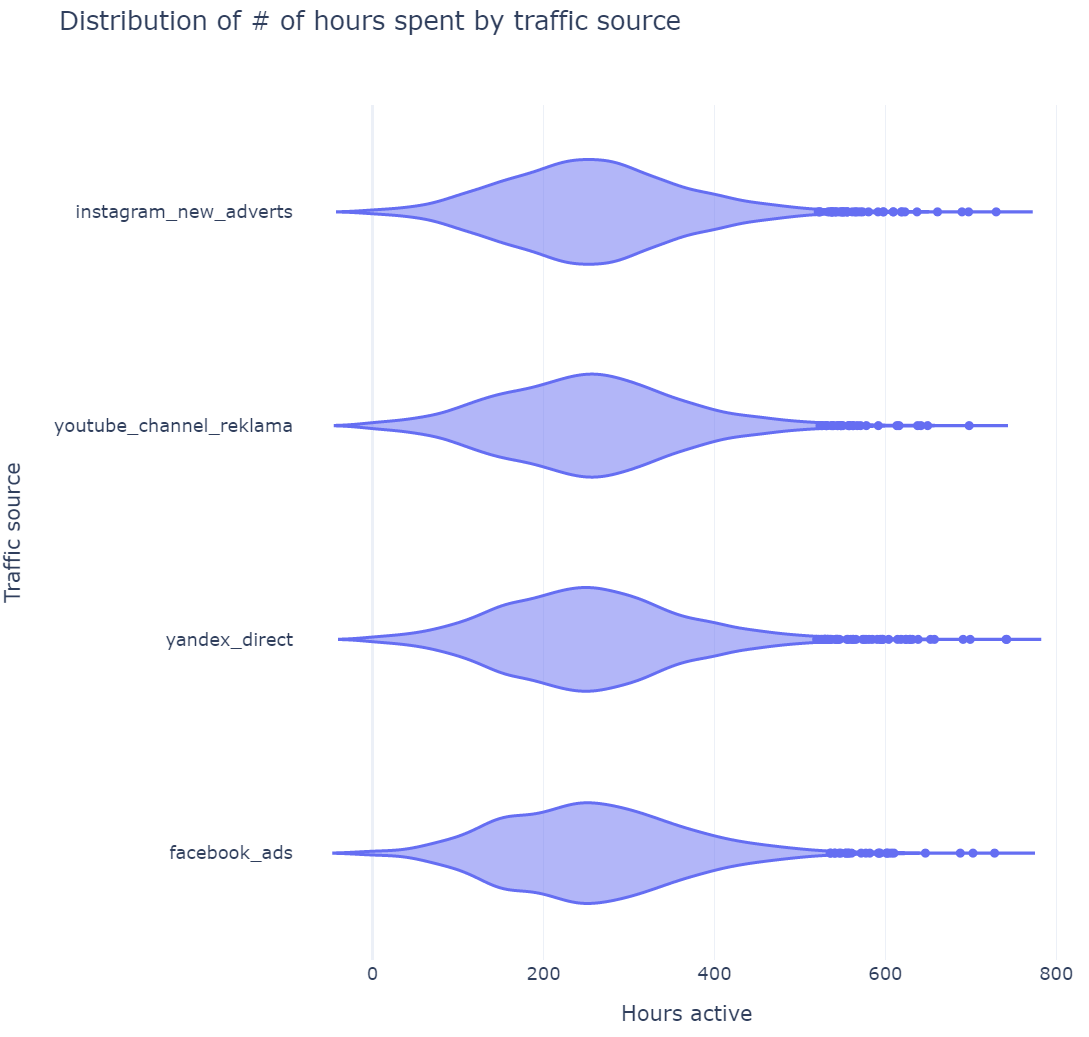 Distribution of # of hours spent by traffic source
instagram_new_adverts
youtube_channel_reklama
yandex_direct
facebook_ads
Traffic source
0 200 400 600 800
Hours active